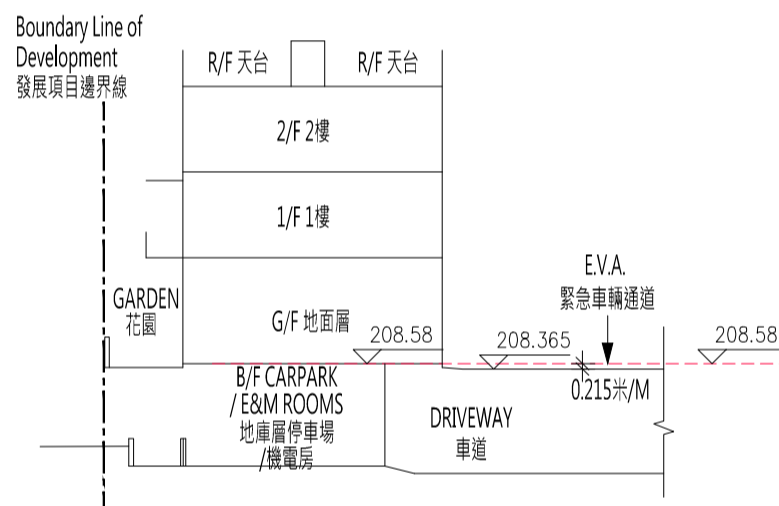 Boundary Line of
Development
發展項目邊界線
R/F 天台
R/F 天台
2/F 2樓
1/F 1樓
GARDEN
花園
G/F 地面層
208.58
208.365
E.V.A.
緊急車輛通道
208.58
0.215米/M
B/F CARPARK
/ E&M ROOMS
地庫層停車場
/機電房
DRIVEWAY
車道